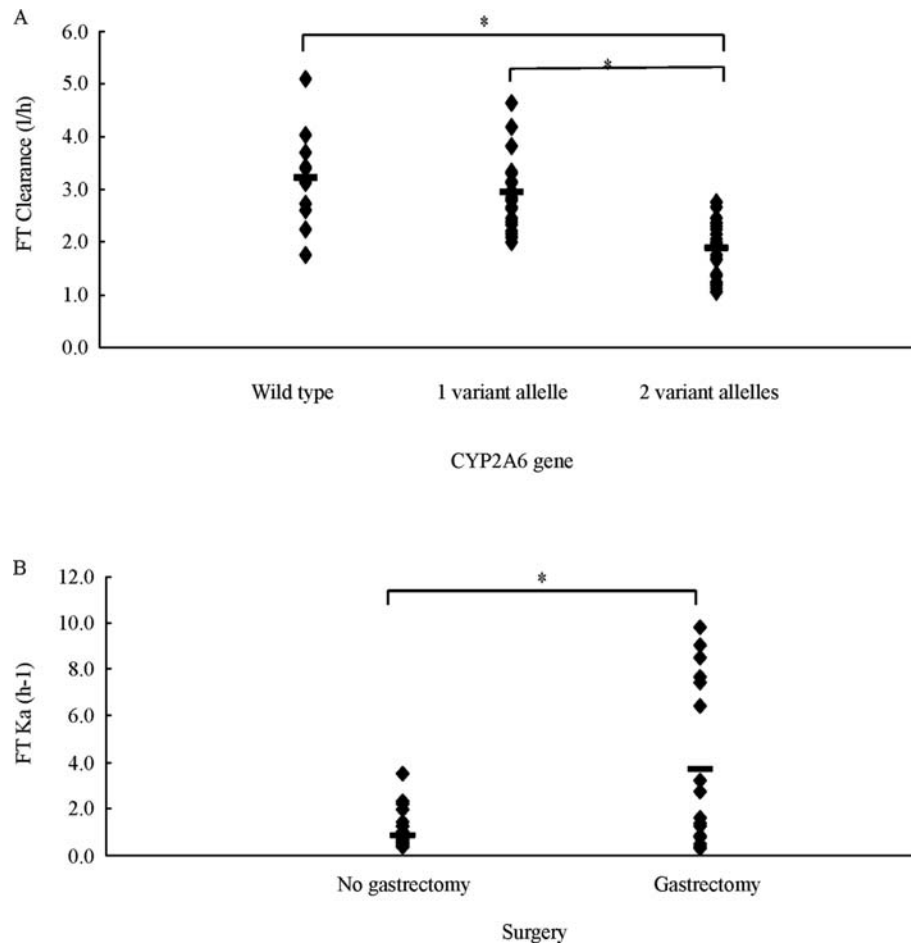 A
6.0
*
5.0
*
4.0
3.0
2.0
1.0
0.0
FT Clearance (l/h)
Wild type 1 variant allelle 2 variant allelles
CYP2A6 gene
B
12.0
*
10.0
8.0
6.0
4.0
2.0
0.0
FT Ka (h-1)
No gastrectomy Gastrectomy
Surgery